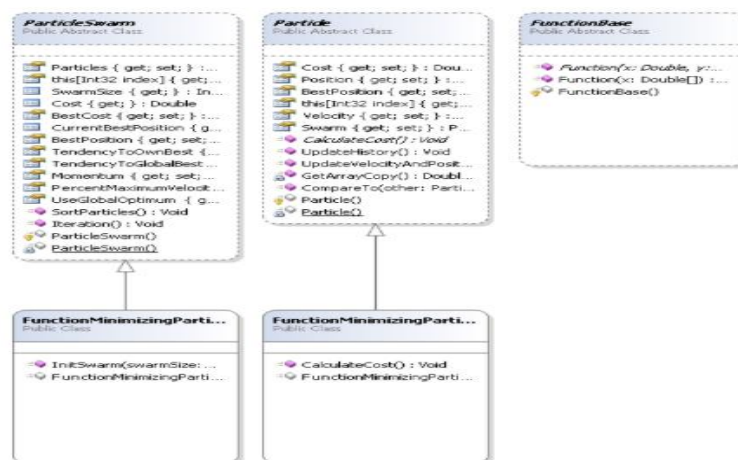 ParticleSwarm
Public Abstract Class
Particles { get; set; } :...
this[Int32 index] { get;...
SwarmSize { get; } : In...
Cost { get; } : Double
BestCost { get; set; } :...
CurrentBestPosition { g...
BestPosition { get; set;...
TendencyToOwnBest {...
TendencyToGlobalBest...
Momentum { get; set;...
PercentMaximumVelocit...
UseGlobalOptimum { g...
SortParticles() : Void
Iteration() : Void
ParticleSwarm()
ParticleSwarm()
Particle
Public Abstract Class
Cost { get; set; } : Dou...
Position { get; set; } :...
BestPosition { get; set;...
this[Int32 index] { get;...
Velocity { get; set; } :...
Swarm { get; set; } : P...
CalculateCost() : Void
UpdateHistory() : Void
UpdateVelocityAndPosit...
GetArrayCopy() : Doubl...
CompareTo(other: Parti...
Particle()
Particle()
FunctionBase
Public Abstract Class
Function(x: Double, y:...
Function(x: Double[]) :...
FunctionBase()
FunctionMinimizingParti...
Public Class
InitSwarm(swarmSize:...
FunctionMinimizingParti...
FunctionMinimizingParti...
Public Class
CalculateCost() : Void
FunctionMinimizingParti...